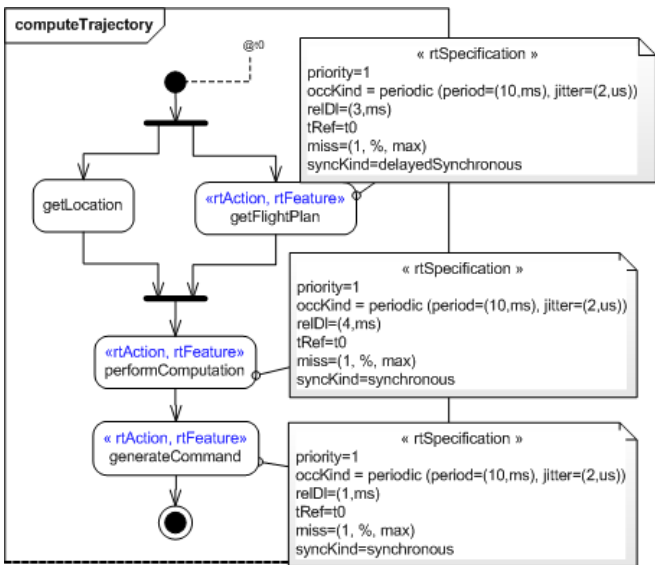 computeTrajectory
@t0
« rtSpecification »
priority=1
occKind = periodic (period=(10,ms), jitter=(2,us))
relDl=(3,ms)
tRef=t0
miss=(1, %, max)
syncKind=delayedSynchronous
getLocation
«rtAction, rtFeature»
getFlightPlan
« rtSpecification »
priority=1
occKind = periodic (period=(10,ms), jitter=(2,us))
relDl=(4,ms)
tRef=t0
miss=(1, %, max)
syncKind=synchronous
«rtAction, rtFeature»
performComputation
« rtAction, rtFeature»
generateCommand
« rtSpecification »
priority=1
occKind = periodic (period=(10,ms), jitter=(2,us))
relDl=(1,ms)
tRef=t0
miss=(1, %, max)
syncKind=synchronous